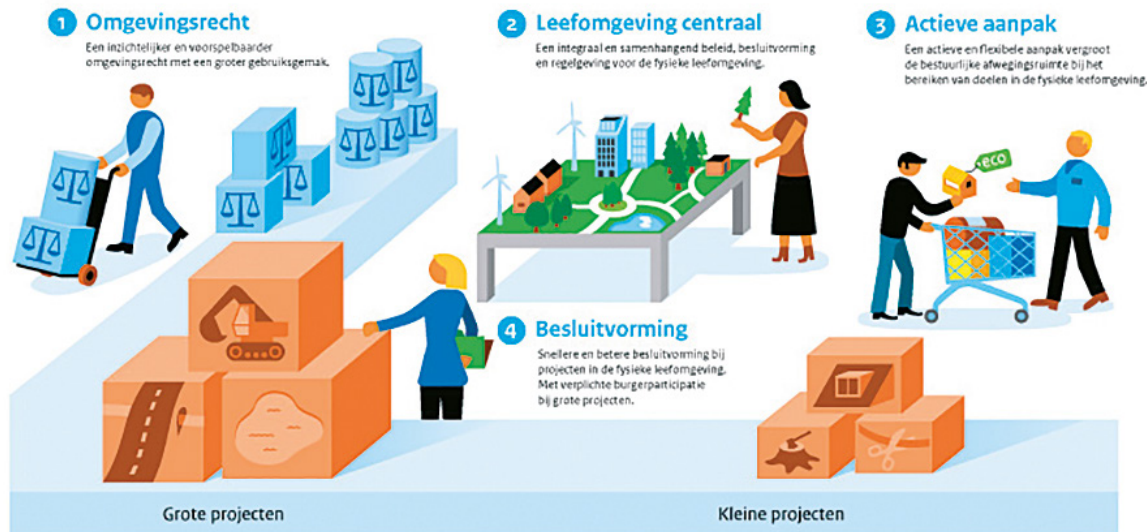 1 Omgevingsrecht
Een inzichtelijker en voorspelbaarder
omgevingsrecht met een groter gebruiksgemak.
2 Leefomgeving centraal
Een integraal en samenhangend beleid, besluitvorming
en regelgeving voor de fysieke leefomgeving.
3 Actieve aanpak
Een actieve en flexibele aanpak vergroot
de bestuurlijke afwegingsruimte bij het
bereiken van doelen in de fysieke leefomgeving.
eco
4 Besluitvorming
Snellere en betere besluitvorming bij
projecten in de fysieke leefomgeving.
Met verplichte burgerparticipatie
bij grote projecten.
Grote projecten
Kleine projecten